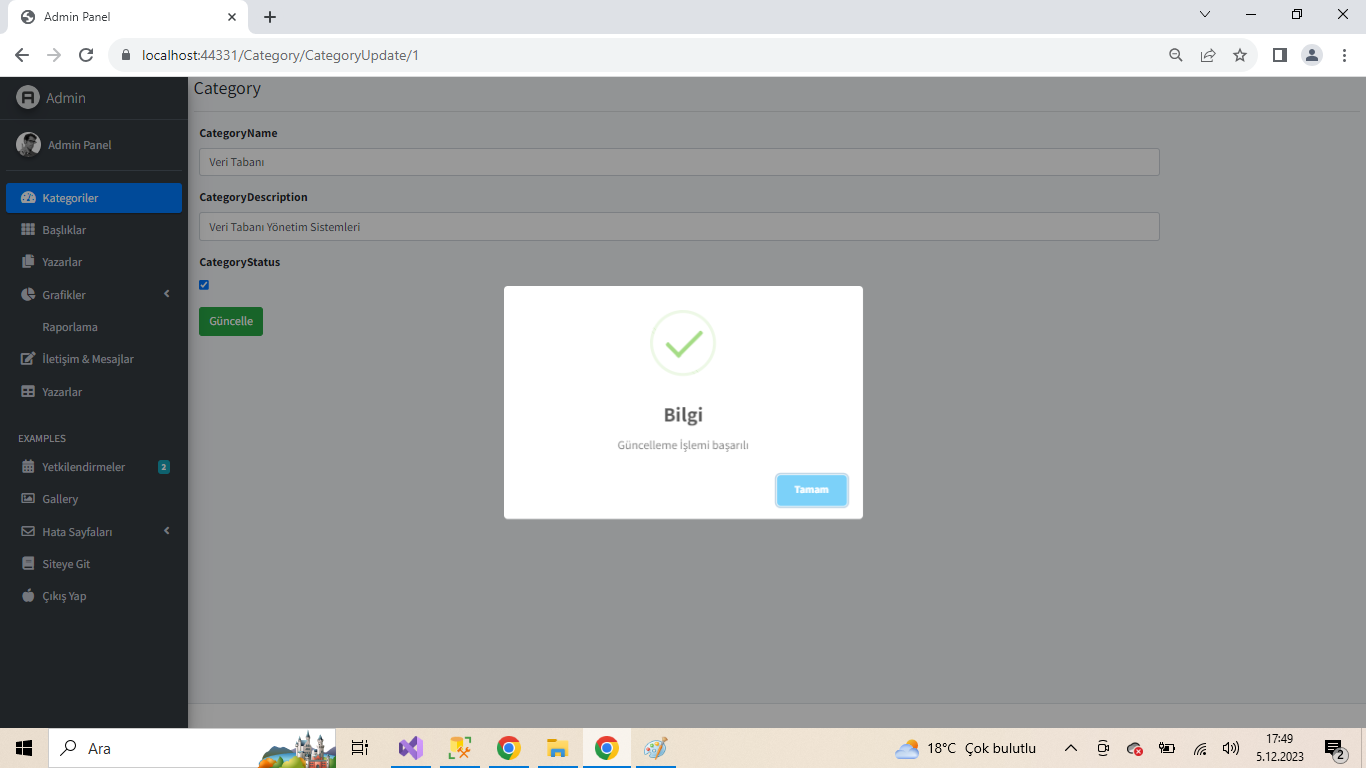 Admin Panel
localhost:44331/Category/CategoryUpdate/1
Admin
Admin Panel
Kategoriler
Başlıklar
Yazarlar
Grafikler
Raporlama
İletişim & Mesajlar
Yazarlar
EXAMPLES
Yetkilendirmeler 2
Gallery
Hata Sayfaları
Siteye Git
Çıkış Yap
Category
CategoryName
Veri Tabanı
CategoryDescription
Veri Tabanı Yönetim Sistemleri
CategoryStatus
Güncelle
Bilgi
Güncelleme İşlemi başarılı
Tamam
Ara
18°C Çok bulutlu
17:49
5.12.2023
2